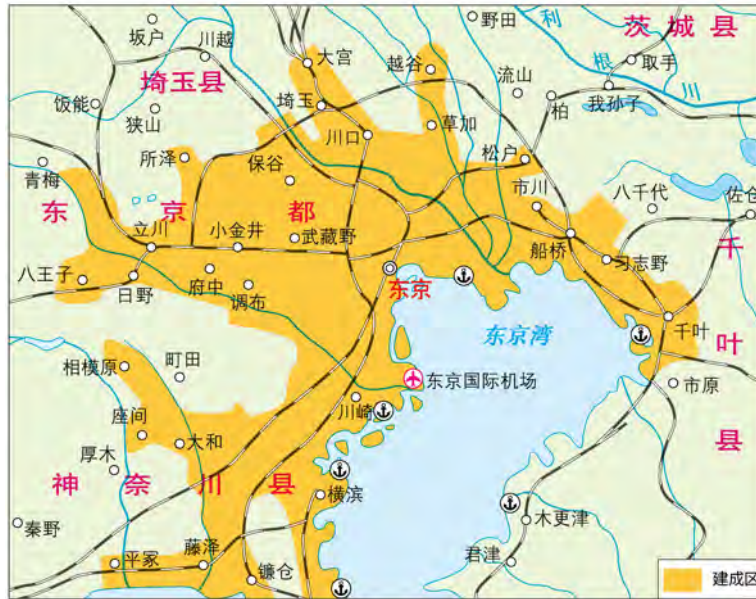 坂户
川越
大宫
越谷
野田
利
根
川
茨城县
取手
埼玉县
埼玉
流山
柏
我孙子
饭能
狭山
川口
草加
所泽
保谷
松户
青梅
市川
八千代
佐仓
东京都
立川
小金井
武藏野
船桥
习志野
千
叶
县
八王子
日野
府中
调布
东京
东京湾
千叶
相模原
町田
东京国际机场
市原
川崎
座间
大和
厚木
神奈川县
横滨
秦野
木更津
平冢
藤泽
镰仓
君津
建成区